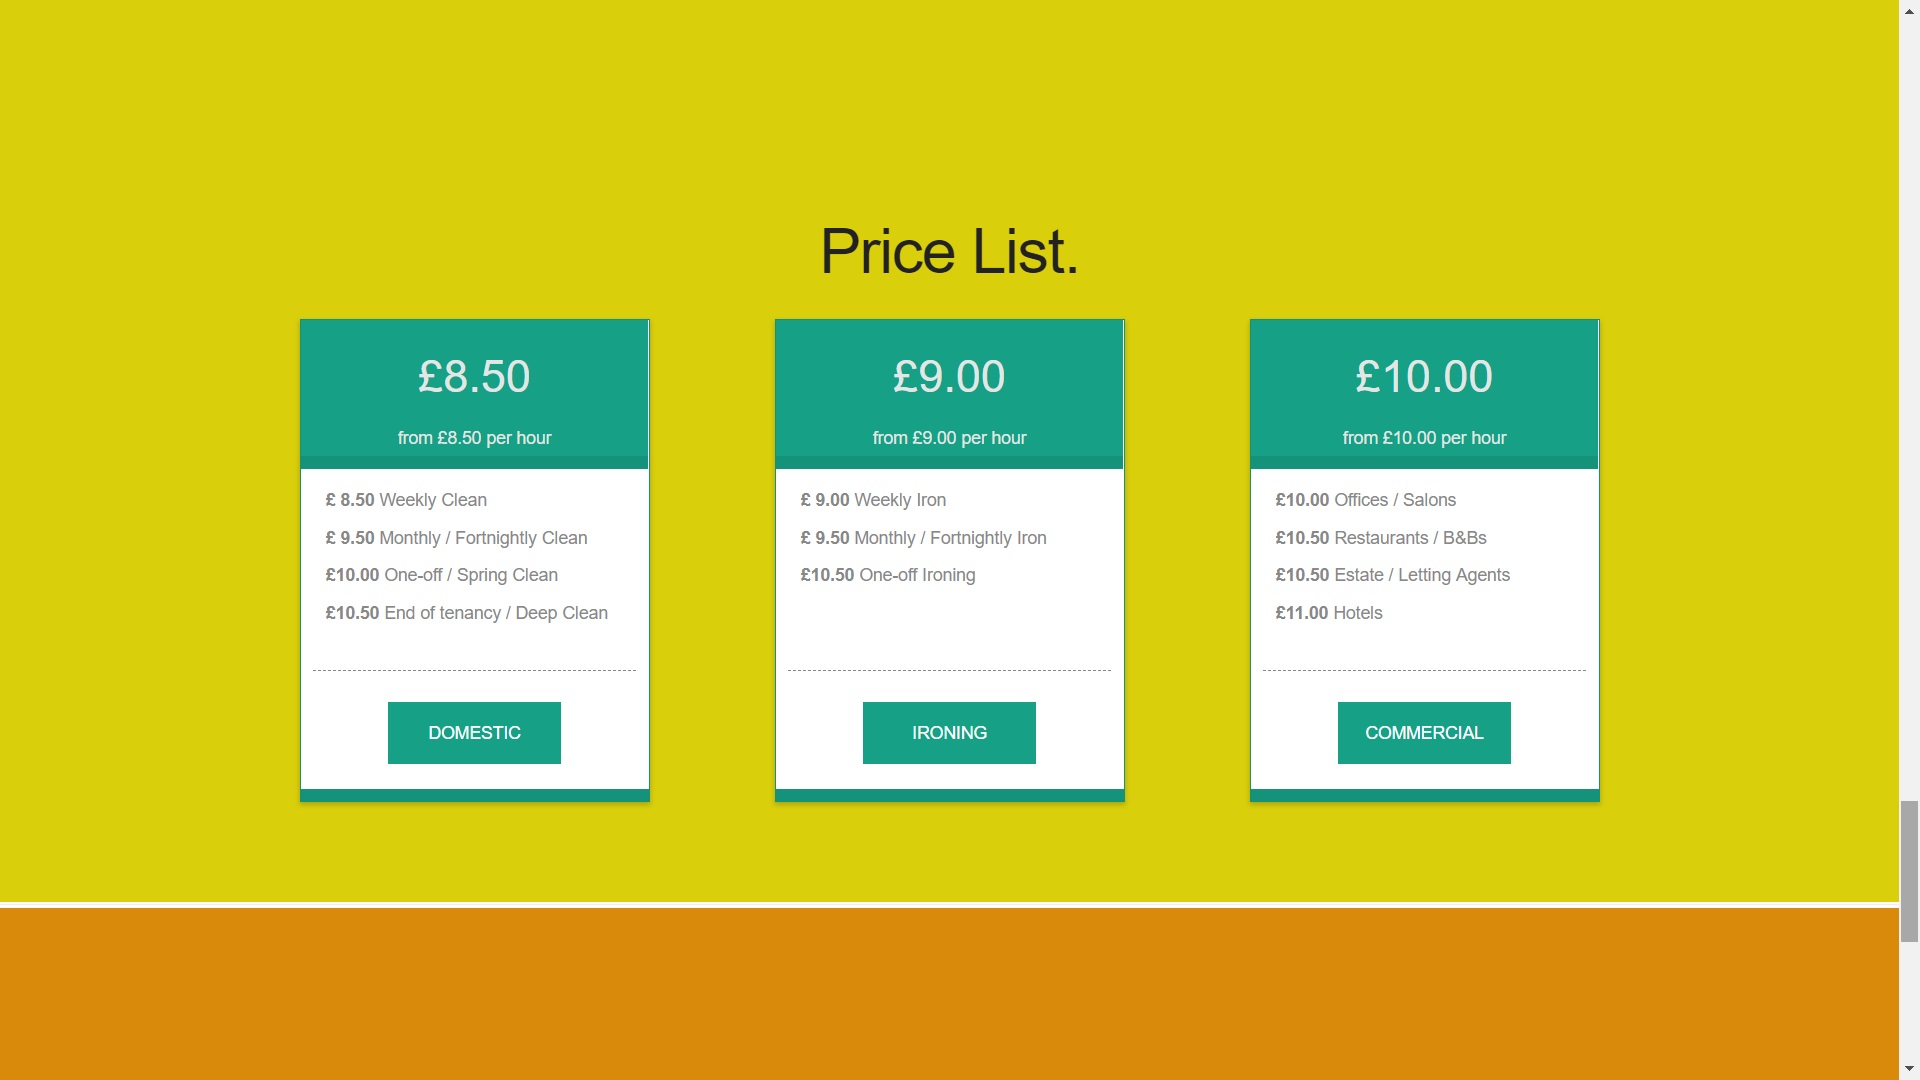 Price List.
£8.50
from £8.50 per hour
£ 8.50 Weekly Clean
£ 9.50 Monthly / Fortnightly Clean
£10.00 One-off / Spring Clean
£10.50 End of tenancy / Deep Clean
DOMESTIC
£9.00
from £9.00 per hour
£ 9.00 Weekly Iron
£ 9.50 Monthly / Fortnightly Iron
£10.50 One-off Ironing
IRONING
£10.00
from £10.00 per hour
£10.00 Offices / Salons
£10.50 Restaurants / B&Bs
£10.50 Estate / Letting Agents
£11.00 Hotels
COMMERCIAL